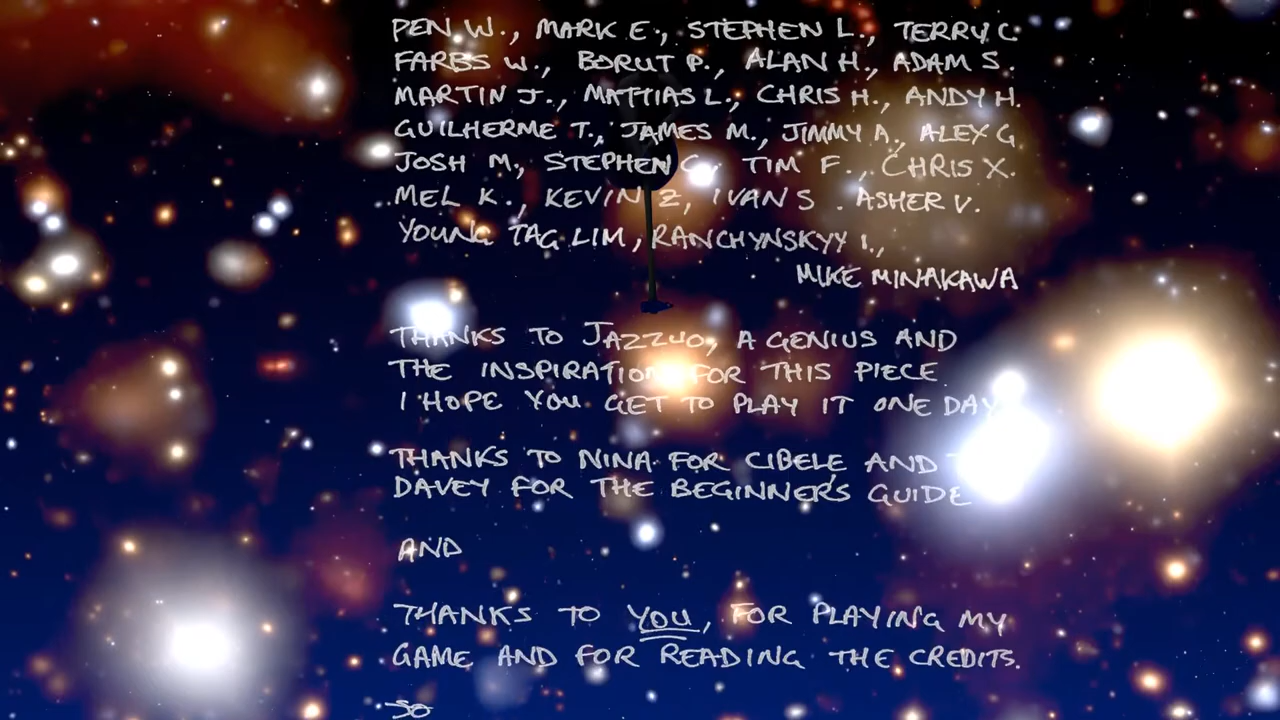 PEN W., MARK E., STEPHEN L., TERRY C.
FARBS W., BORUT P., ALAN H., ADAM S.
MARTIN J., MATTIAS L., CHRIS H., ANDY H.
GUILHERME T., JAMES M., JIMMY A., ALEX G
JOSH M., STEPHEN C., TIM F., CHRIS X.
MEL K., KEVIN Z, IVAN S. ASHER V.
YOUNG TAG LIM, RANCHYNSKYY I.,
MIKE MINAKAWA
THANKS TO JAZZUO, A GENIUS AND
THE INSPIRATION FOR THIS PIECE.
I HOPE YOU GET TO PLAY IT ONE DAY
THANKS TO NINA FOR CIBELE AND
DAVEY FOR THE BEGINNER'S GUIDE
AND
THANKS TO YOU, FOR PLAYING MY
GAME AND FOR READING THE CREDITS.
SO